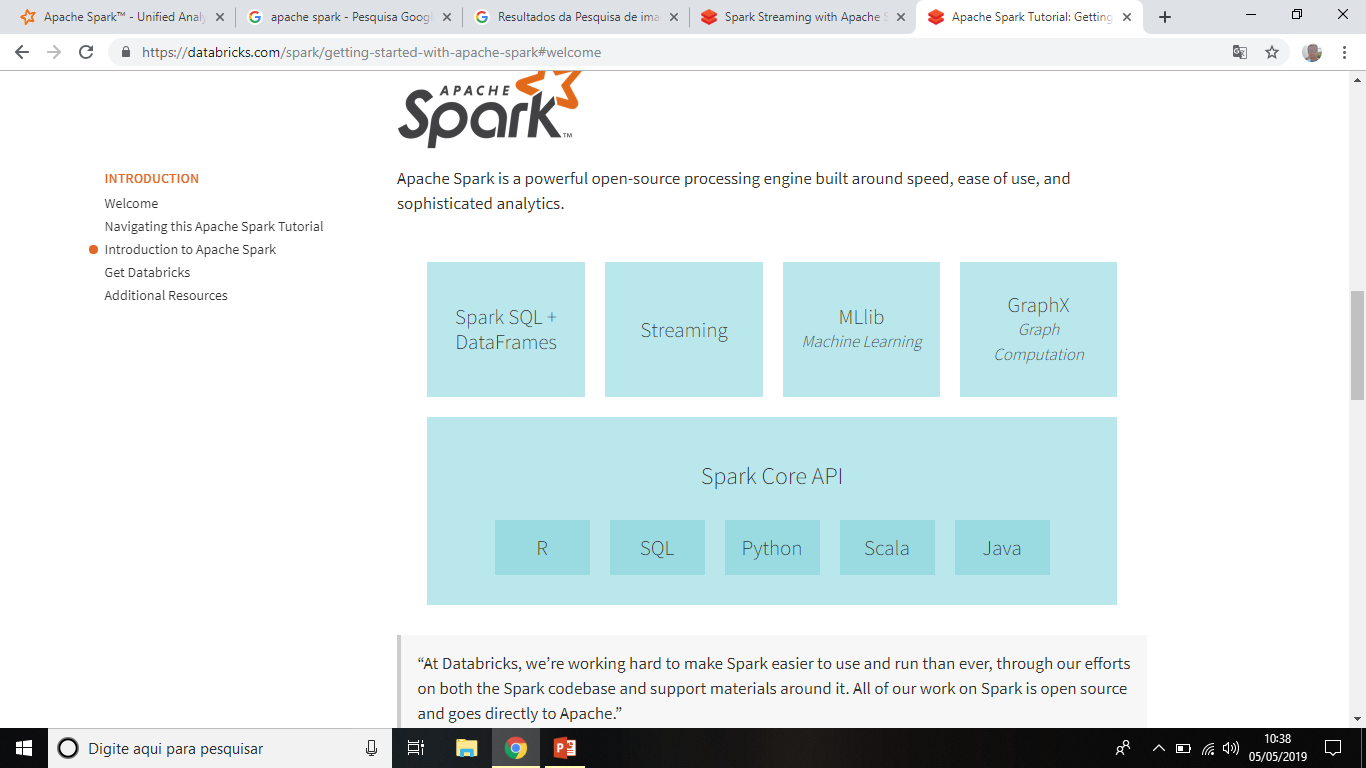 Apache Spark™ - Unified Analy
apache spark - Pesquisa Googl
Resultados da Pesquisa de ima
Spark Streaming with Apache S
Apache Spark Tutorial: Getting
https://databricks.com/spark/getting-started-with-apache-spark#welcome
APACHE
Spark™
INTRODUCTION
Welcome
Navigating this Apache Spark Tutorial
Introduction to Apache Spark
Get Databricks
Additional Resources
Apache Spark is a powerful open-source processing engine built around speed, ease of use, and
sophisticated analytics.
Spark SQL +
DataFrames
Streaming
MLlib
Machine Learning
GraphX
Graph
Computation
Spark Core API
R
SQL
Python
Scala
Java
“At Databricks, we’re working hard to make Spark easier to use and run than ever, through our efforts
on both the Spark codebase and support materials around it. All of our work on Spark is open source
and goes directly to Apache.”
Digite aqui para pesquisar
10:38
05/05/2019